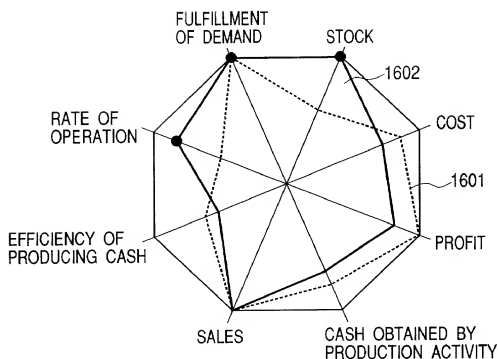 FULFILLMENT
OF DEMAND
STOCK
1602
COST
1601
PROFIT
CASH OBTAINED BY
PRODUCTION ACTIVITY
SALES
EFFICIENCY OF
PRODUCING CASH
RATE OF
OPERATION